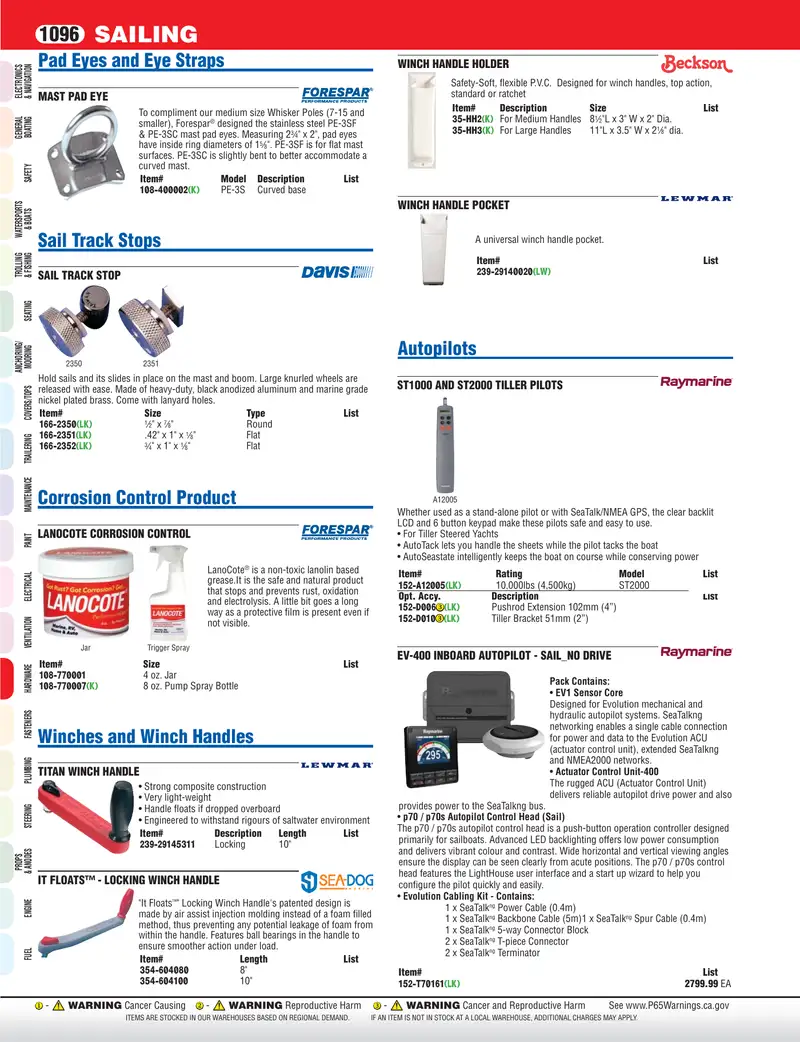 1096 SAILING
ELECTRONICS & NAVIGATION
GENERAL BOATING
SAFETY
WATERSPORTS & BOATS
TROLLING & FISHING
SEATING
ANCHORING/ MOORING
COVERS/TOPS
TRAILERING
MAINTENANCE
PAINT
ELECTRICAL
VENTILATION
HARDWARE
FASTENERS
PLUMBING
STEERING
PROPS & ANODES
ENGINE
FUEL
Pad Eyes and Eye Straps
MAST PAD EYE
FORESPAR®
PERFORMANCE PRODUCTS
To compliment our medium size Whisker Poles (7-15 and
smaller), Forespar® designed the stainless steel PE-3SF
& PE-3SC mast pad eyes. Measuring 2¾" x 2", pad eyes
have inside ring diameters of 1⅝". PE-3SF is for flat mast
surfaces. PE-3SC is slightly bent to better accommodate a
curved mast.
Item# Model Description List
108-400002(K) PE-3S Curved base
Sail Track Stops
SAIL TRACK STOP
DAVIS
2350 2351
Hold sails and its slides in place on the mast and boom. Large knurled wheels are
released with ease. Made of heavy-duty, black anodized aluminum and marine grade
nickel plated brass. Come with lanyard holes.
Item# Size Type List
166-2350(LK) ½" x ⅞" Round
166-2351(LK) .42" x 1" x ⅛" Flat
166-2352(LK) ¾" x 1" x ⅛" Flat
Corrosion Control Product
LANOCOTE CORROSION CONTROL
FORESPAR®
PERFORMANCE PRODUCTS
Got Rust? Got Corrosion? Get
LANOCOTE
Marine, RV, Home & Auto
LANOCOTE
LanoCote® is a non-toxic lanolin based
grease.It is the safe and natural product
that stops and prevents rust, oxidation
and electrolysis. A little bit goes a long
way as a protective film is present even if
not visible.
Jar Trigger Spray
Item# Size List
108-770001 4 oz. Jar
108-770007(K) 8 oz. Pump Spray Bottle
Winches and Winch Handles
TITAN WINCH HANDLE
LEWMAR®
• Strong composite construction
• Very light-weight
• Handle floats if dropped overboard
• Engineered to withstand rigours of saltwater environment
Item# Description Length List
239-29145311 Locking 10"
IT FLOATS™ - LOCKING WINCH HANDLE
SEA-DOG
"It Floats™" Locking Winch Handle's patented design is
made by air assist injection molding instead of a foam filled
method, thus preventing any potential leakage of foam from
within the handle. Features ball bearings in the handle to
ensure smoother action under load.
Item# Length List
354-604080 8"
354-604100 10"
WINCH HANDLE HOLDER
Beckson
Safety-Soft, flexible P.V.C. Designed for winch handles, top action,
standard or ratchet
Item# Description Size List
35-HH2(K) For Medium Handles 8½"L x 3" W x 2" Dia.
35-HH3(K) For Large Handles 11"L x 3.5" W x 2⅛" dia.
WINCH HANDLE POCKET
LEWMAR®
A universal winch handle pocket.
Item# List
239-29140020(LW)
Autopilots
ST1000 AND ST2000 TILLER PILOTS
Raymarine®
A12005
Whether used as a stand-alone pilot or with SeaTalk/NMEA GPS, the clear backlit
LCD and 6 button keypad make these pilots safe and easy to use.
• For Tiller Steered Yachts
• AutoTack lets you handle the sheets while the pilot tacks the boat
• AutoSeastate intelligently keeps the boat on course while conserving power
Item# Rating Model List
152-A12005(LK) 10.000lbs (4,500kg) ST2000
Opt. Accy. Description List
152-D006 3(LK) Pushrod Extension 102mm (4")
152-D010 3(LK) Tiller Bracket 51mm (2")
EV-400 INBOARD AUTOPILOT - SAIL_NO DRIVE
Raymarine®
Raymarine
295
Pack Contains:
• EV1 Sensor Core
Designed for Evolution mechanical and
hydraulic autopilot systems. SeaTalkng
networking enables a single cable connection
for power and data to the Evolution ACU
(actuator control unit), extended SeaTalkng
and NMEA2000 networks.
• Actuator Control Unit-400
The rugged ACU (Actuator Control Unit)
delivers reliable autopilot drive power and also
provides power to the SeaTalkng bus.
• p70 / p70s Autopilot Control Head (Sail)
The p70 / p70s autopilot control head is a push-button operation controller designed
primarily for sailboats. Advanced LED backlighting offers low power consumption
and delivers vibrant colour and contrast. Wide horizontal and vertical viewing angles
ensure the display can be seen clearly from acute positions. The p70 / p70s control
head features the LightHouse user interface and a start up wizard to help you
configure the pilot quickly and easily.
• Evolution Cabling Kit - Contains:
1 x SeaTalkng Power Cable (0.4m)
1 x SeaTalkng Backbone Cable (5m)1 x SeaTalkng Spur Cable (0.4m)
1 x SeaTalkng 5-way Connector Block
2 x SeaTalkng T-piece Connector
2 x SeaTalkng Terminator
Item# List
152-T70161(LK) 2799.99 EA
1 - WARNING Cancer Causing 2 - WARNING Reproductive Harm 3 - WARNING Cancer and Reproductive Harm See www.P65Warnings.ca.gov
ITEMS ARE STOCKED IN OUR WAREHOUSES BASED ON REGIONAL DEMAND. IF AN ITEM IS NOT IN STOCK AT A LOCAL WAREHOUSE, ADDITIONAL CHARGES MAY APPLY.